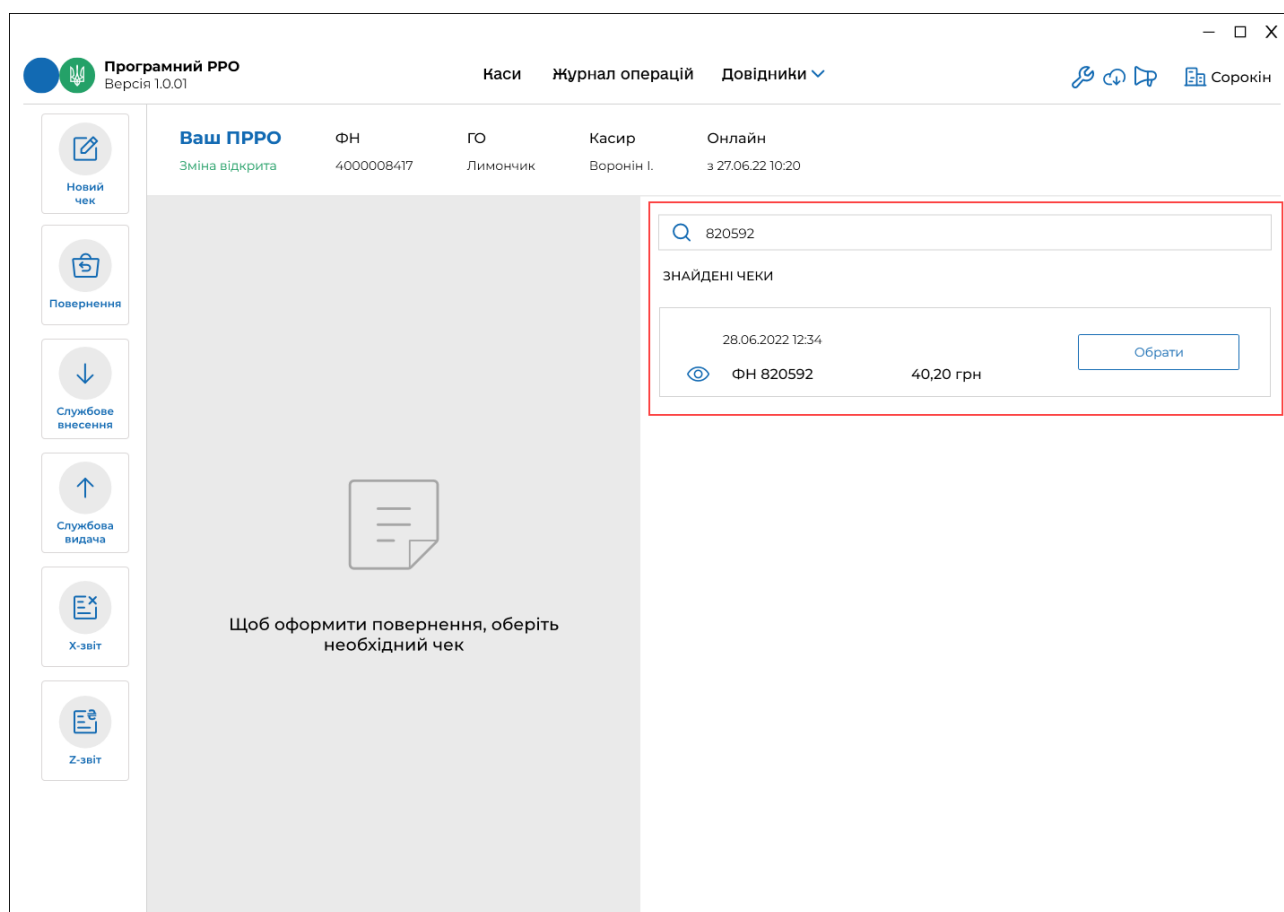 Програмний РРО
Версія 1.0.01
Каси Журнал операцій Довідники
Сорокін
Новий
чек
Повернення
Службове
внесення
Службова
видача
X-звіт
Z-звіт
Ваш ПРРО ФН ГО Касир Онлайн
Зміна відкрита 4000008417 Лимончик Воронін І. з 27.06.22 10:20
820592
ЗНАЙДЕНІ ЧЕКИ
28.06.2022 12:34
ФН 820592 40,20 грн
Обрати
Щоб оформити повернення, оберіть
необхідний чек